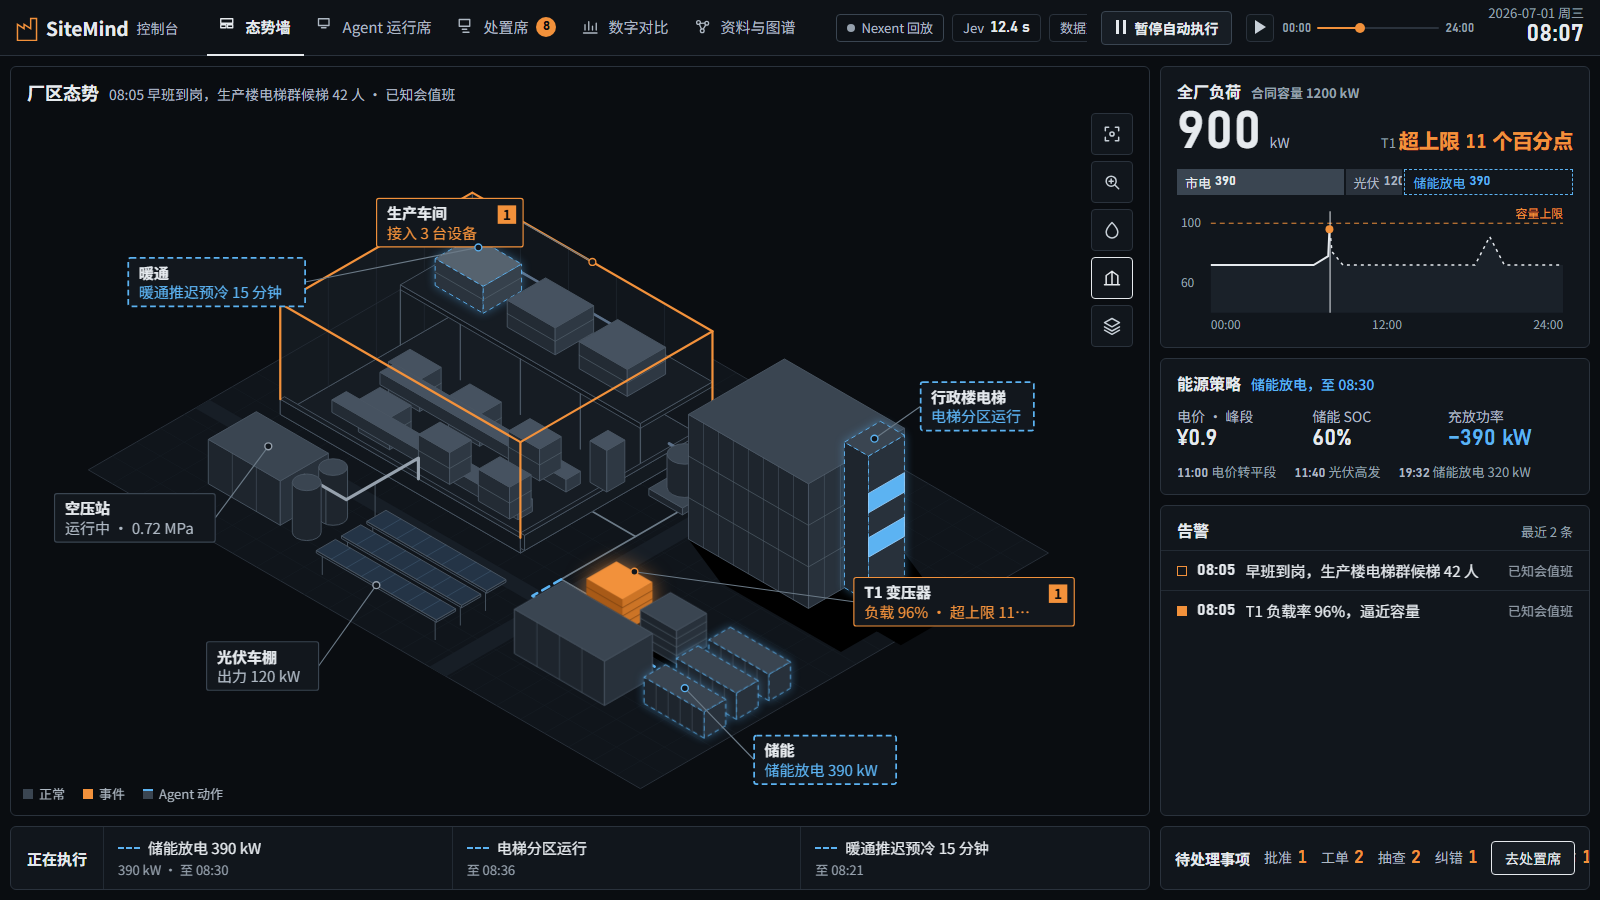 SiteMind 控制台
态势墙
Agent 运行席
处置席 8
数字对比
资料与图谱
Nexent 回放
Jev 12.4 s
数据
暂停自动执行
00:00
24:00
2026-07-01 周三
08:07
厂区态势 08:05 早班到岗，生产楼电梯群候梯 42 人 · 已知会值班
生产车间 1
接入 3 台设备
暖通
暖通推迟预冷 15 分钟
行政楼电梯
电梯分区运行
空压站
运行中 · 0.72 MPa
T1 变压器 1
负载 96% · 超上限 11…
光伏车棚
出力 120 kW
储能
储能放电 390 kW
正常
事件
Agent 动作
全厂负荷 合同容量 1200 kW
900 kW
T1 超上限 11 个百分点
市电 390
光伏 120
储能放电 390
容量上限
100
60
00:00
12:00
24:00
能源策略 储能放电，至 08:30
电价 · 峰段
¥0.9
储能 SOC
60%
充放功率
−390 kW
11:00 电价转平段
11:40 光伏高发
19:32 储能放电 320 kW
告警 最近 2 条
08:05 早班到岗，生产楼电梯群候梯 42 人 已知会值班
08:05 T1 负载率 96%，逼近容量 已知会值班
正在执行
储能放电 390 kW
390 kW · 至 08:30
电梯分区运行
至 08:36
暖通推迟预冷 15 分钟
至 08:21
待处理事项
批准 1
工单 2
抽查 2
纠错 1
去处置席
1